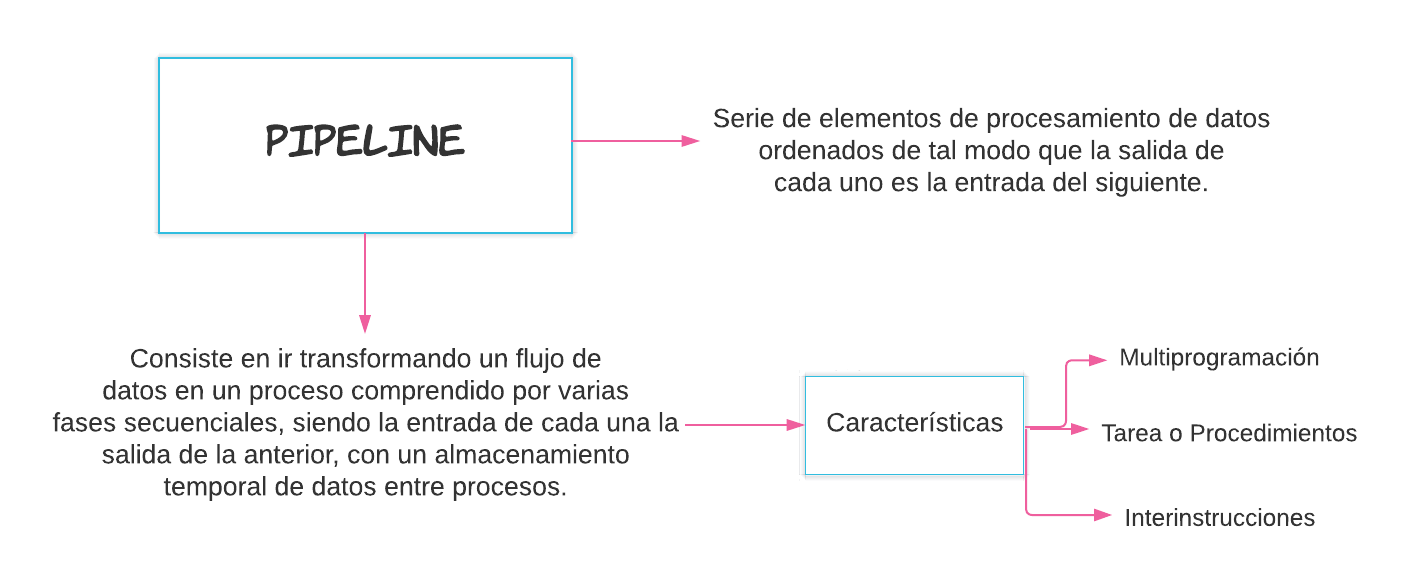 PIPELINE
Serie de elementos de procesamiento de datos
ordenados de tal modo que la salida de
cada uno es la entrada del siguiente.
Consiste en ir transformando un flujo de
datos en un proceso comprendido por varias
fases secuenciales, siendo la entrada de cada una la
salida de la anterior, con un almacenamiento
temporal de datos entre procesos.
Características
Multiprogramación
Tarea o Procedimientos
Interinstrucciones